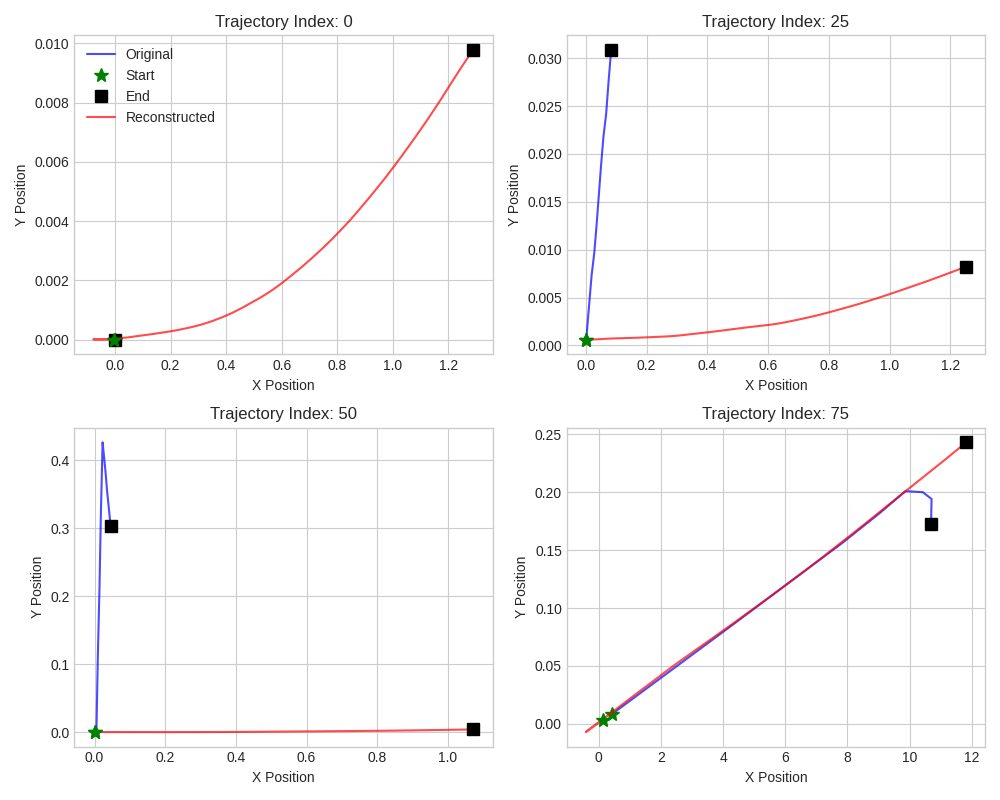 Trajectory Index: 0
0.010
0.008
0.006
0.004
0.002
0.000
Y Position
Original
Start
End
Reconstructed
0.0 0.2 0.4 0.6 0.8 1.0 1.2
X Position
Trajectory Index: 25
0.030
0.025
0.020
0.015
0.010
0.005
0.000
Y Position
0.0 0.2 0.4 0.6 0.8 1.0 1.2
X Position
Trajectory Index: 50
0.4
0.3
0.2
0.1
0.0
Y Position
0.0 0.2 0.4 0.6 0.8 1.0
X Position
Trajectory Index: 75
0.25
0.20
0.15
0.10
0.05
0.00
Y Position
0 2 4 6 8 10 12
X Position